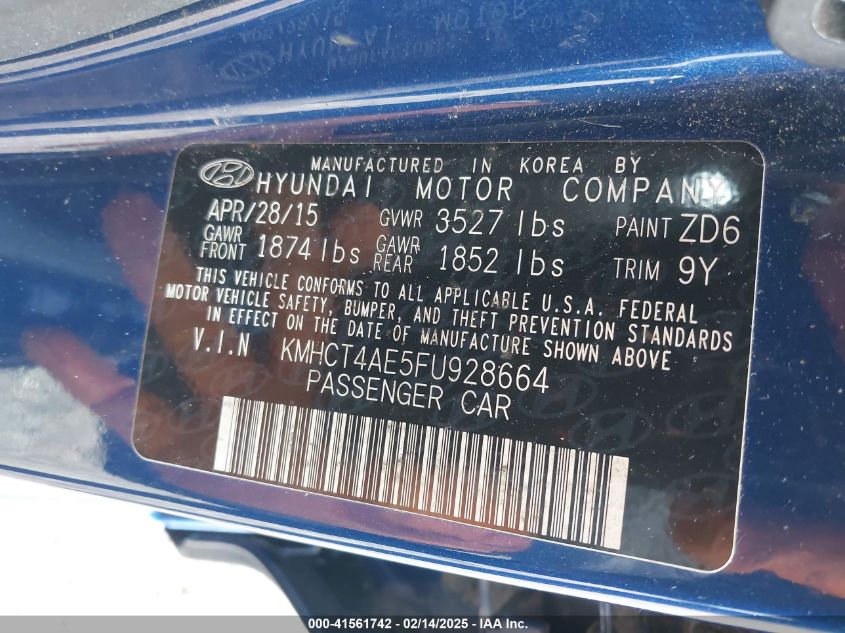 MANUFACTURED IN KOREA BY
HYUNDAI MOTOR COMPANY
APR/28/15 GVWR 3527 lbs PAINT ZD6
GAWR FRONT 1874 lbs GAWR REAR 1852 lbs TRIM 9Y
THIS VEHICLE CONFORMS TO ALL APPLICABLE U.S.A. FEDERAL
MOTOR VEHICLE SAFETY, BUMPER, AND THEFT PREVENTION STANDARDS
IN EFFECT ON THE DATE OF MANUFACTURE SHOWN ABOVE
V.I.N KMHCT4AE5FU928664
PASSENGER CAR
000-41561742 - 02/14/2025 - © IAA Inc.